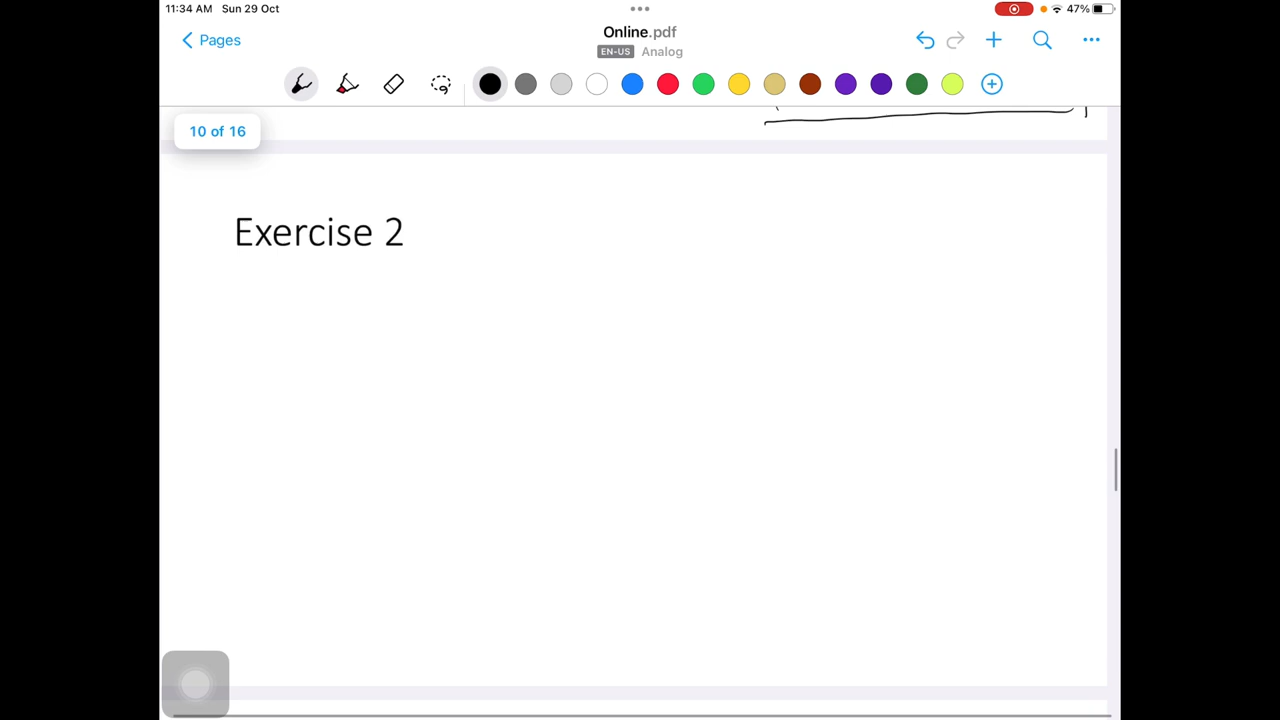 11:34 AM Sun 29 Oct
47%
Pages
Online.pdf
EN-US Analog
10 of 16
Exercise 2